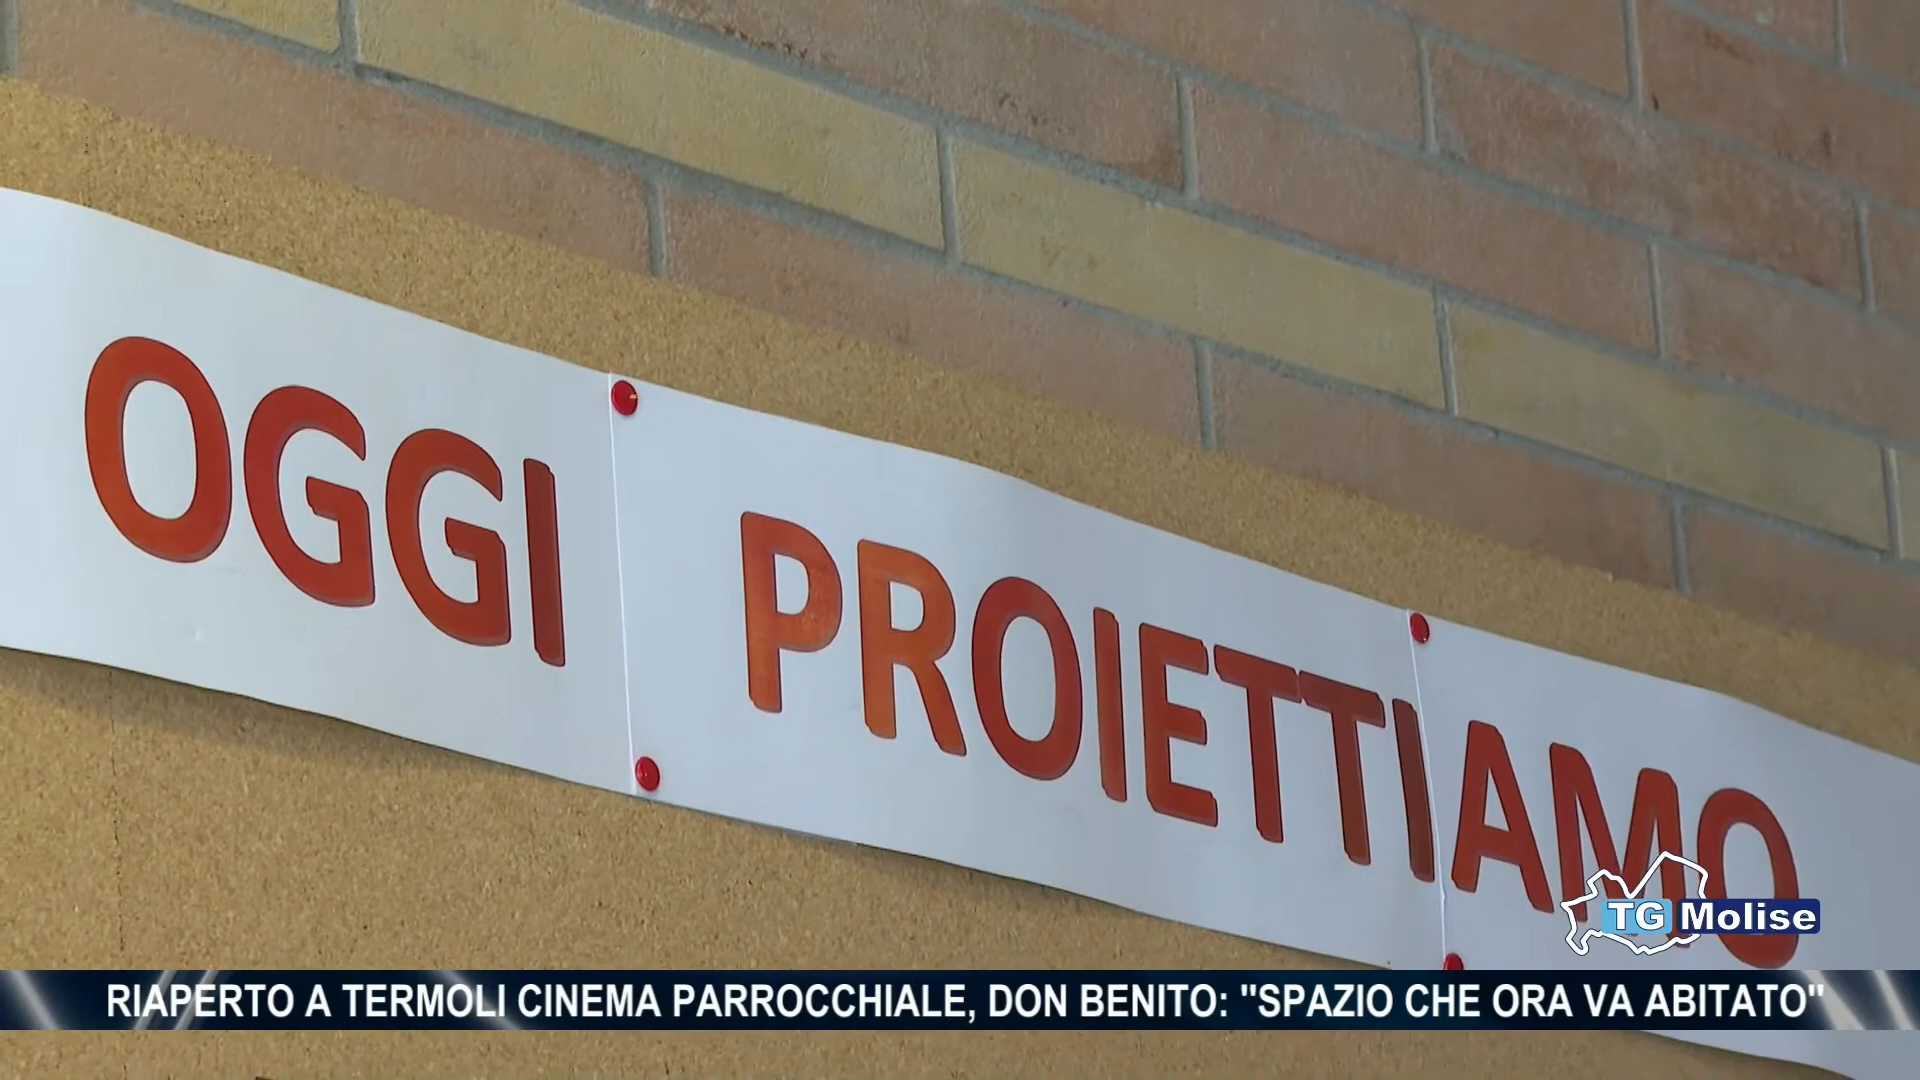 OGGI PROIETTIAMO
TG Molise
RIAPERTO A TERMOLI CINEMA PARROCCHIALE, DON BENITO: "SPAZIO CHE ORA VA ABITATO"